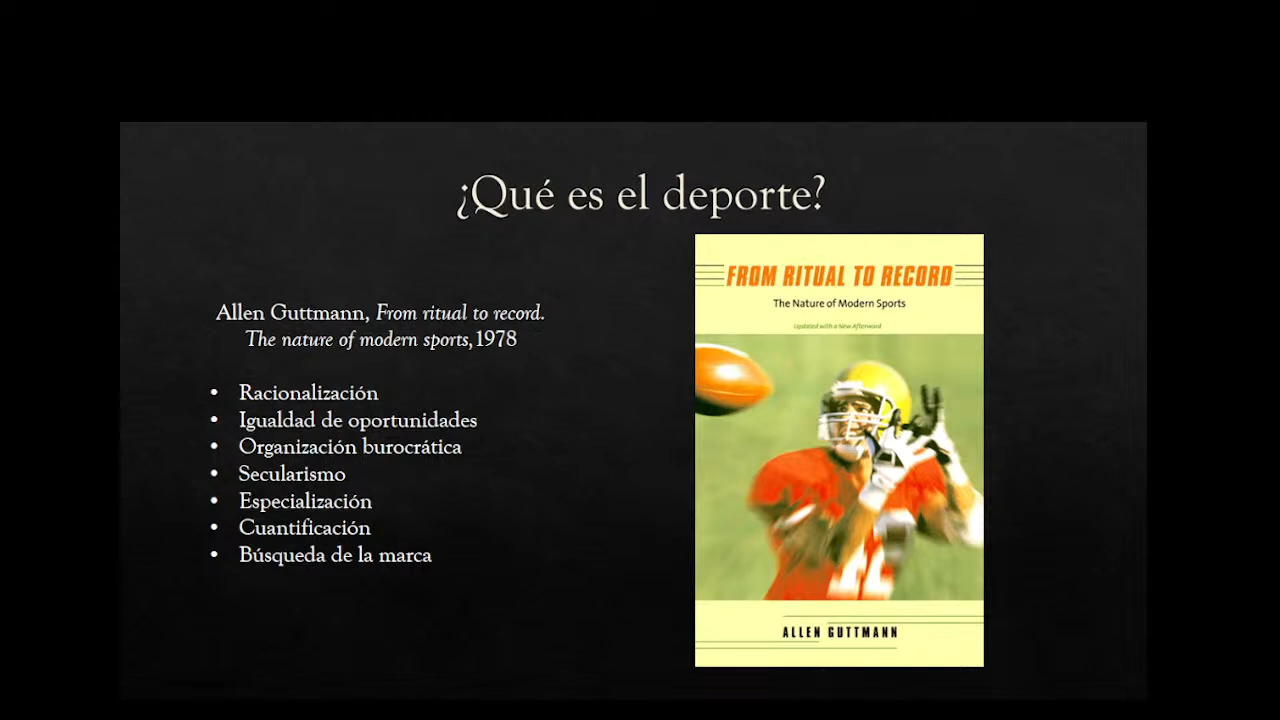 ¿Qué es el deporte?
Allen Guttmann, From ritual to record.
The nature of modern sports, 1978
• Racionalización
• Igualdad de oportunidades
• Organización burocrática
• Secularismo
• Especialización
• Cuantificación
• Búsqueda de la marca
FROM RITUAL TO RECORD
The Nature of Modern Sports
Updated with a New Afterword
ALLEN GUTTMANN